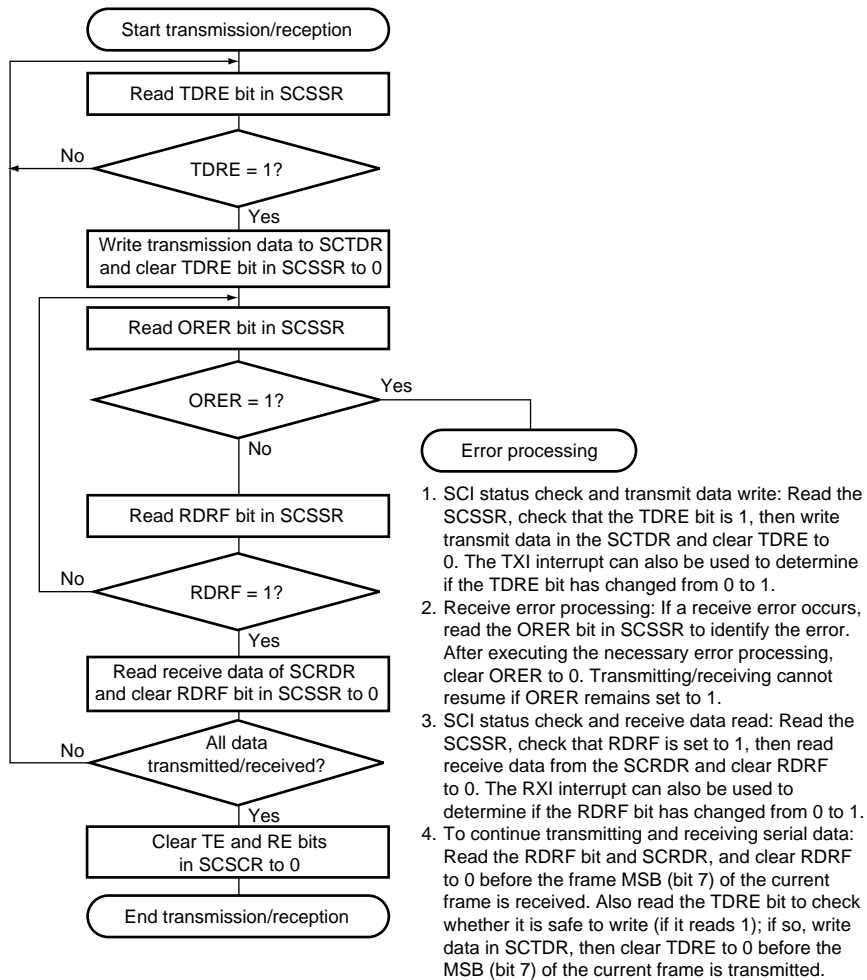 Start transmission/reception
Read TDRE bit in SCSSR
No
TDRE = 1?
Yes
Write transmission data to SCTDR
and clear TDRE bit in SCSSR to 0
Read ORER bit in SCSSR
Yes
ORER = 1?
No
Error processing
Read RDRF bit in SCSSR
No
RDRF = 1?
Yes
Read receive data of SCRDR
and clear RDRF bit in SCSSR to 0
No
All data
transmitted/received?
Yes
Clear TE and RE bits
in SCSCR to 0
End transmission/reception
1. SCI status check and transmit data write: Read the
SCSSR, check that the TDRE bit is 1, then write
transmit data in the SCTDR and clear TDRE to
0. The TXI interrupt can also be used to determine
if the TDRE bit has changed from 0 to 1.
2. Receive error processing: If a receive error occurs,
read the ORER bit in SCSSR to identify the error.
After executing the necessary error processing,
clear ORER to 0. Transmitting/receiving cannot
resume if ORER remains set to 1.
3. SCI status check and receive data read: Read the
SCSSR, check that RDRF is set to 1, then read
receive data from the SCRDR and clear RDRF
to 0. The RXI interrupt can also be used to
determine if the RDRF bit has changed from 0 to 1.
4. To continue transmitting and receiving serial data:
Read the RDRF bit and SCRDR, and clear RDRF
to 0 before the frame MSB (bit 7) of the current
frame is received. Also read the TDRE bit to check
whether it is safe to write (if it reads 1); if so, write
data in SCTDR, then clear TDRE to 0 before the
MSB (bit 7) of the current frame is transmitted.